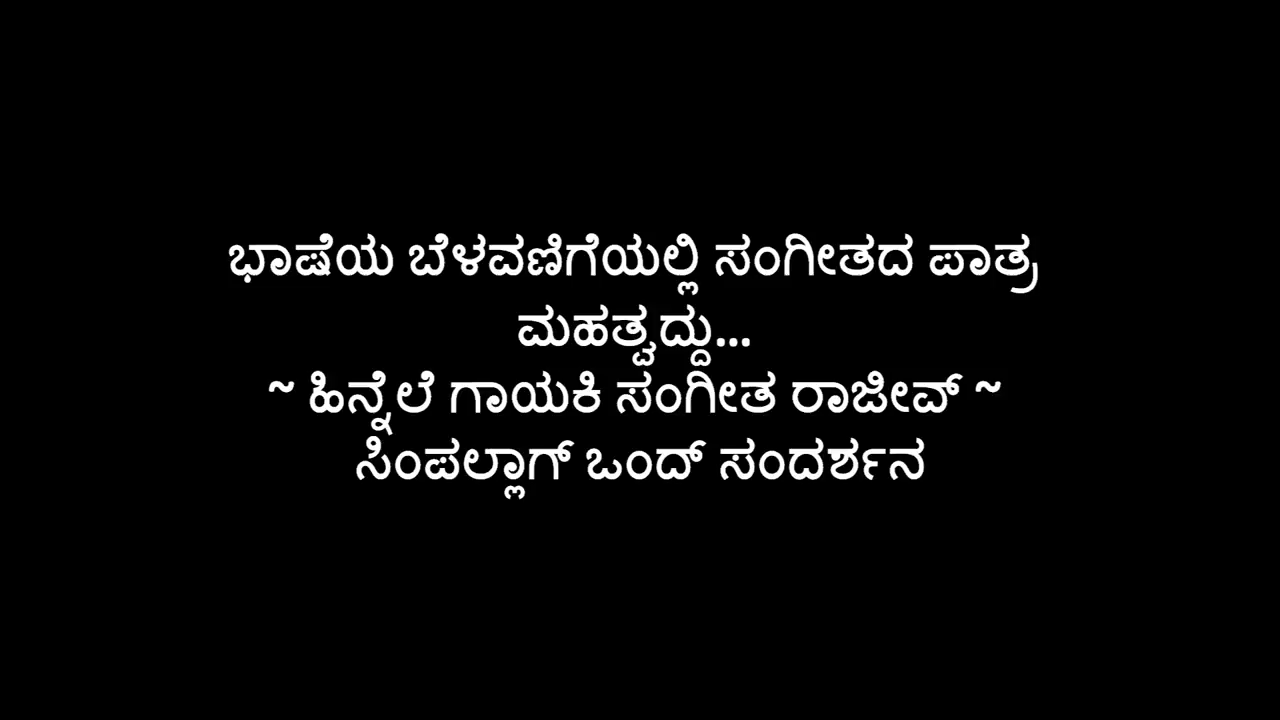 ಭಾಷೆಯ ಬೆಳವಣಿಗೆಯಲ್ಲಿ ಸಂಗೀತದ ಪಾತ್ರ
ಮಹತ್ವದ್ದು...
~ ಹಿನ್ನೆಲೆ ಗಾಯಕಿ ಸಂಗೀತ ರಾಜೀವ್ ~
ಸಿಂಪಲ್ಲಾಗ್ ಒಂದ್ ಸಂದರ್ಶನ